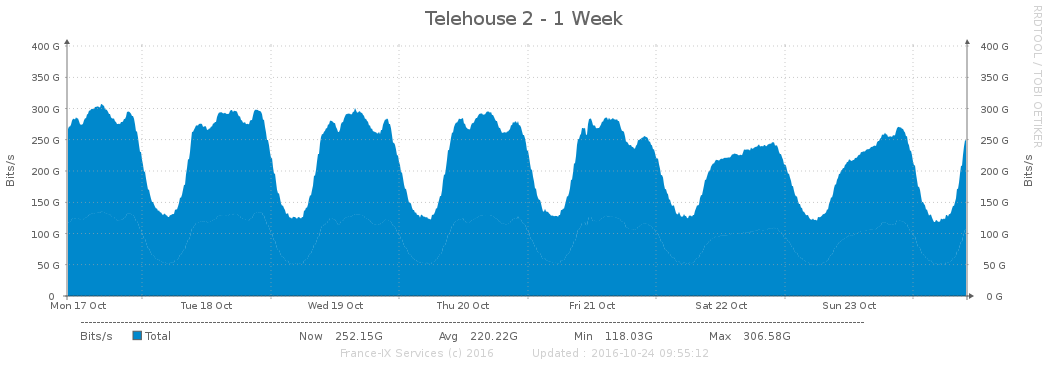 Telehouse 2 - 1 Week
RRDTOOL / TOBI OETIKER
Bits/s
400 G
350 G
300 G
250 G
200 G
150 G
100 G
50 G
0
400 G
350 G
300 G
250 G
200 G
150 G
100 G
50 G
0 G
Bits/s
Mon 17 Oct Tue 18 Oct Wed 19 Oct Thu 20 Oct Fri 21 Oct Sat 22 Oct Sun 23 Oct
Bits/s Total Now 252.15G Avg 220.22G Min 118.03G Max 306.58G
France-IX Services (c) 2016 Updated : 2016-10-24 09:55:12